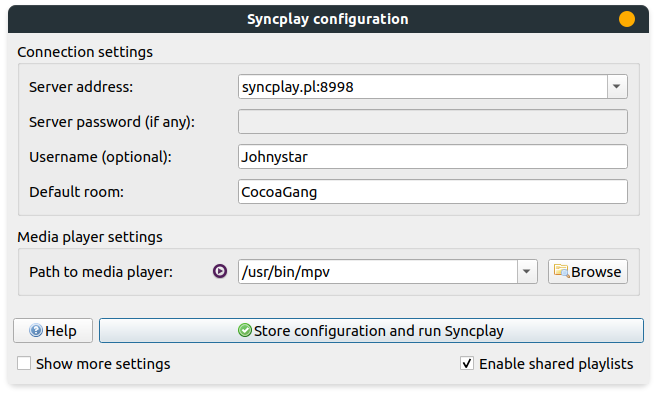 Syncplay configuration
Connection settings
Server address: syncplay.pl:8998
Server password (if any):
Username (optional): Johnystar
Default room: CocoaGang
Media player settings
Path to media player: /usr/bin/mpv Browse
Help Store configuration and run Syncplay
Show more settings Enable shared playlists